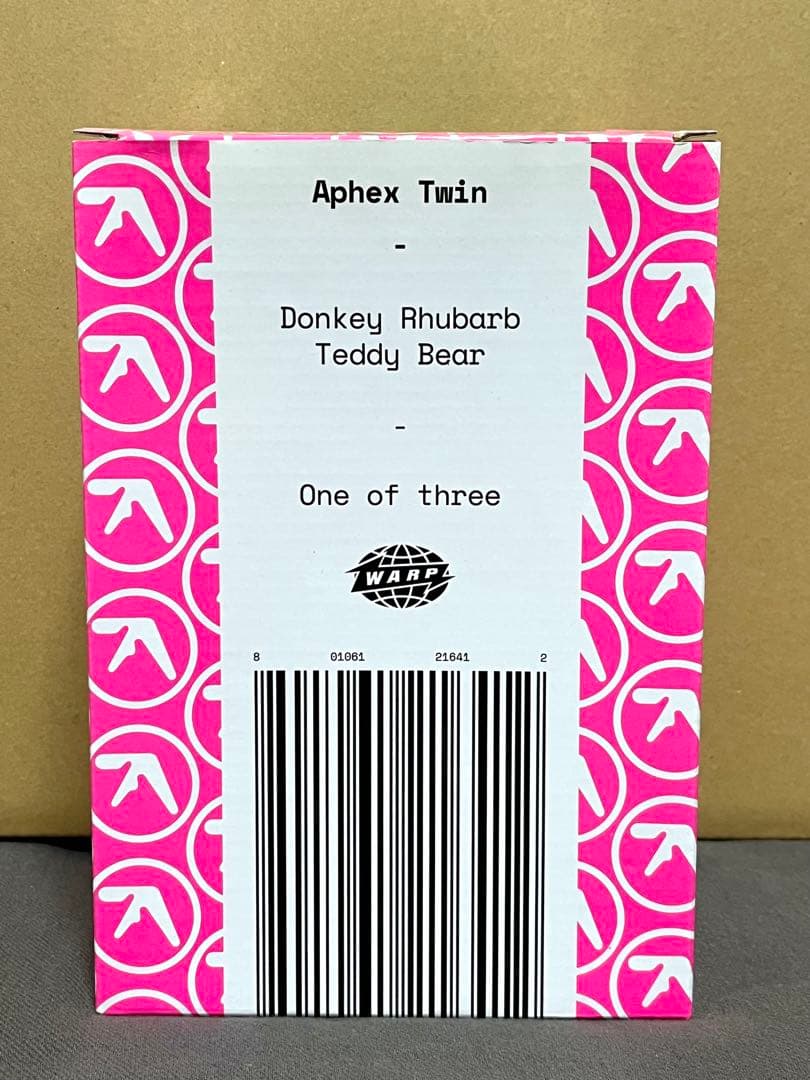 Aphex Twin
-
Donkey Rhubarb
Teddy Bear
-
One of three
WARP
8 01061 21641 2